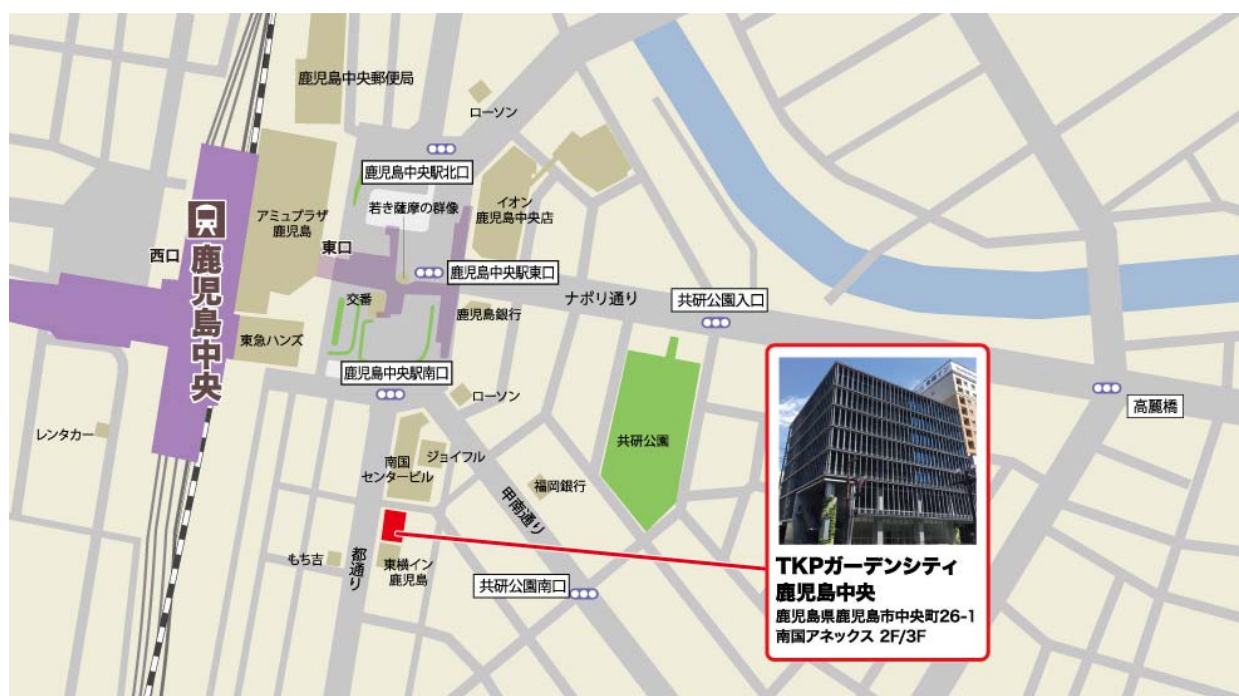 鹿児島中央郵便局
ローソン
鹿児島中央駅北口
若き薩摩の群像
イオン
鹿児島中央店
アミュプラザ
鹿児島
東口
西口
鹿児島中央
鹿児島中央駅東口
ナポリ通り
共研公園入口
交番
鹿児島銀行
東急ハンズ
鹿児島中央駅南口
ローソン
高麗橋
レンタカー
南国
センタービル
ジョイフル
共研公園
福岡銀行
甲南通り
都通り
もち吉
東横イン
鹿児島
共研公園南口
TKPガーデンシティ
鹿児島中央
鹿児島県鹿児島市中央町26-1
南国アネックス 2F/3F